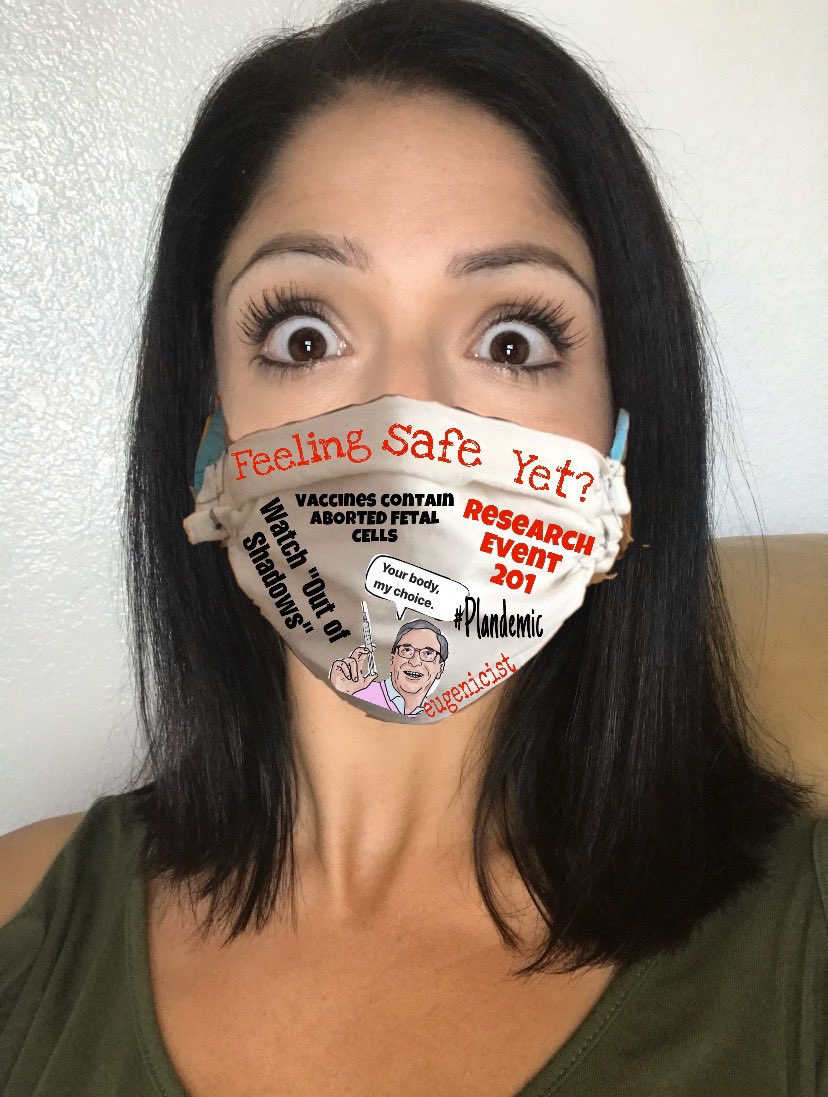 Feeling Safe Yet?
VACCINES CONTAIN
ABORTED FETAL
CELLS
Watch "Out of
Shadows"
RESEARCH
EVENT
201
Your body,
my choice.
#Plandemic
eugenicist